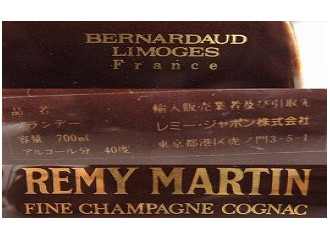 BERNARDAUD
LIMOGES
France
品名 輸入販売業者及び引取先
ブランデー レミー・ジャポン株式会社
容量 700ml 東京都港区虎ノ門3-5-1
アルコール分 40度
REMY MARTIN
FINE CHAMPAGNE COGNAC